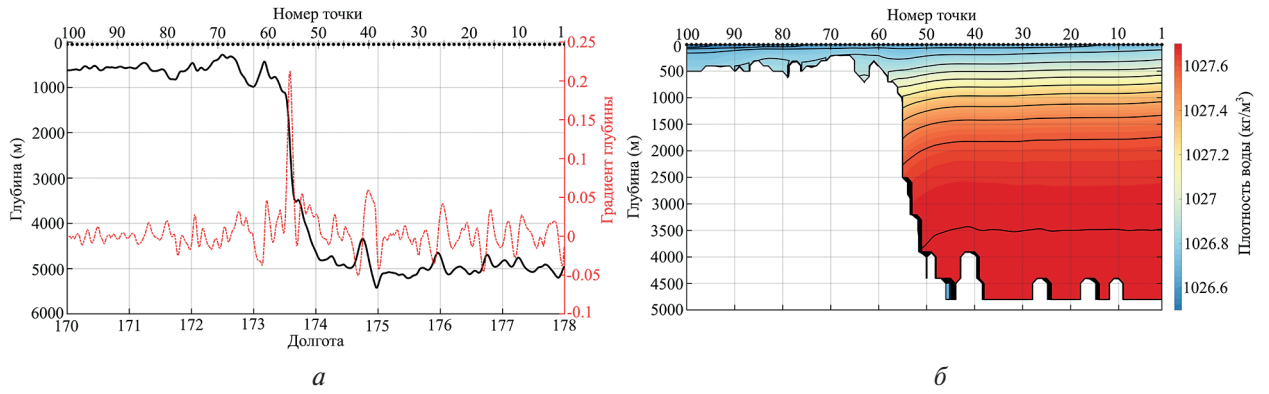 Номер точки
100 90 80 70 60 50 40 30 20 10 1
0 1000 2000 3000 4000 5000 6000
Глубина (м)
0.25 0.2 0.15 0.1 0.05 0 -0.05 -0.1
Градиент глубины
170 171 172 173 174 175 176 177 178
Долгота
а
Номер точки
100 90 80 70 60 50 40 30 20 10 1
0 500 1000 1500 2000 2500 3000 3500 4000 4500 5000
Глубина (м)
1027.6 1027.4 1027.2 1027 1026.8 1026.6
Плотность воды (кг/м³)
б